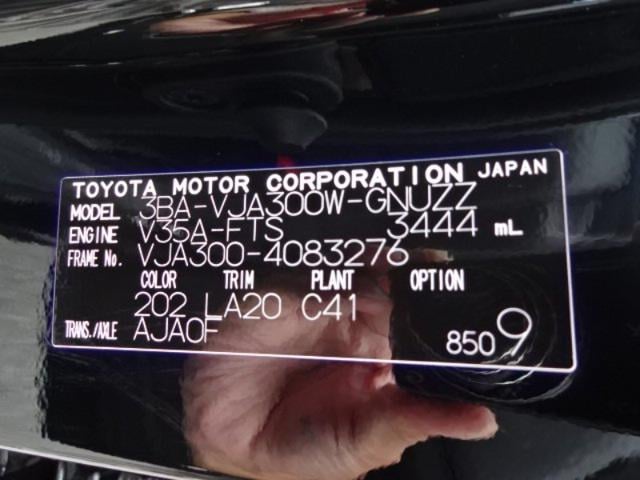 TOYOTA MOTOR CORPORATION JAPAN
MODEL 3BA-VJA300W-GNUZZ
ENGINE V35A-FTS 3444 mL
FRAME No. VJA300-4083276
COLOR TRIM PLANT OPTION
202 LA20 C41
TRANS./AXLE AJA0F
8509